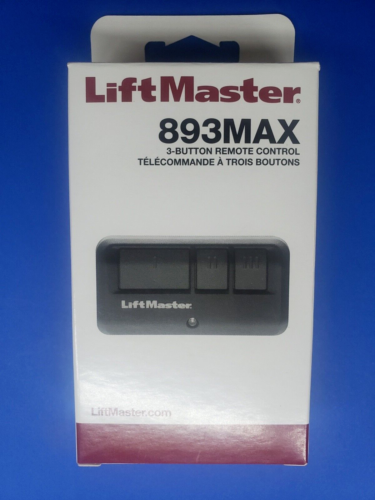 LiftMaster®
893MAX
3-BUTTON REMOTE CONTROL
TÉLÉCOMMANDE À TROIS BOUTONS
LiftMaster
LiftMaster.com